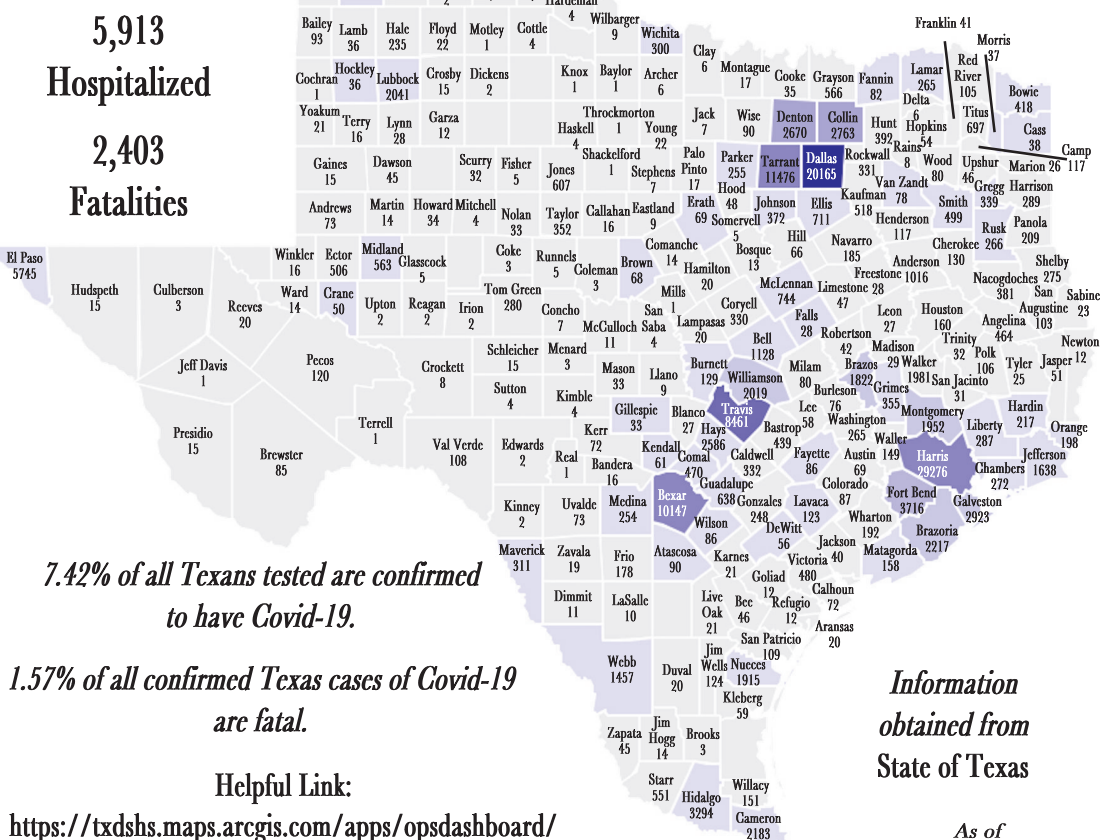 5,913
Hospitalized
2,403
Fatalities
Hardeman
4
Wilbarger
9
Wichita
300
Bailey
93
Lamb
36
Hale
235
Floyd
22
Motley
1
Cottle
4
Clay
6
Montague
17
Cooke
35
Grayson
566
Fannin
82
Lamar
265
Franklin 41
Morris
37
Red
River
105
Bowie
418
Cochran
1
Hockley
36
Lubbock
2041
Crosby
15
Dickens
2
Knox
1
Baylor
1
Archer
6
Delta
6
Titus
697
Cass
38
Yoakum
21
Terry
16
Lynn
28
Garza
12
Haskell
4
Throckmorton
1
Young
22
Jack
7
Wise
90
Denton
2670
Collin
2763
Hunt
392
Hopkins
54
Camp
117
Gaines
15
Dawson
45
Scurry
32
Fisher
5
Jones
607
Shackelford
1
Stephens
7
Palo
Pinto
17
Parker
255
Tarrant
11476
Dallas
20165
Rockwall
331
Rains
8
Wood
80
Upshur
46
Marion 26
Andrews
73
Martin
14
Howard
34
Mitchell
4
Nolan
33
Taylor
352
Callahan
16
Eastland
9
Erath
69
Hood
48
Somervell
5
Johnson
372
Ellis
711
Kaufman
518
Van Zandt
78
Smith
499
Gregg
339
Harrison
289
El Paso
5745
Hudspeth
15
Culberson
3
Reeves
20
Winkler
16
Ector
506
Midland
563
Glasscock
5
Coke
3
Runnels
5
Coleman
3
Brown
68
Comanche
14
Bosque
13
Hill
66
Navarro
185
Henderson
117
Cherokee
130
Rusk
266
Panola
209
Ward
14
Crane
50
Upton
2
Reagan
2
Irion
2
Tom Green
280
Concho
7
McCulloch
11
San
Saba
4
Mills
1
Hamilton
20
Lampasas
20
Coryell
330
McLennan
744
Limestone
47
Freestone
28
Anderson
1016
Nacogdoches
381
Shelby
275
San
Augustine
103
Sabine
23
Jeff Davis
1
Pecos
120
Crockett
8
Schleicher
15
Menard
3
Mason
33
Llano
9
Burnett
129
Bell
1128
Falls
28
Robertson
42
Leon
27
Houston
160
Angelina
464
Trinity
32
Polk
106
Tyler
25
Jasper
51
Newton
12
Presidio
15
Brewster
85
Terrell
1
Val Verde
108
Sutton
4
Edwards
2
Kimble
4
Kerr
72
Real
1
Bandera
16
Gillespie
33
Kendall
61
Blanco
27
Hays
2586
Comal
470
Travis
8461
Williamson
2019
Milam
80
Burleson
76
Brazos
1822
Madison
29
Grimes
355
Walker
1981
San Jacinto
31
Montgomery
1952
Liberty
287
Hardin
217
Orange
198
Jefferson
1638
Bastrop
439
Lee
58
Washington
265
Waller
149
Harris
29276
Chambers
272
Kinney
2
Uvalde
73
Medina
254
Bexar
10147
Guadalupe
638
Caldwell
332
Fayette
86
Austin
69
Colorado
87
Fort Bend
3716
Galveston
2923
Gonzales
248
Lavaca
123
Wharton
192
Brazoria
2217
Matagorda
158
Maverick
311
Zavala
19
Frio
178
Atascosa
90
Wilson
86
Karnes
21
DeWitt
56
Victoria
480
Jackson
40
Goliad
12
Calhoun
72
Dimmit
11
LaSalle
10
Live
Oak
21
Bee
46
Refugio
12
Aransas
20
San Patricio
109
Webb
1457
Duval
20
Jim
Wells
124
Nueces
1915
Kleberg
59
Zapata
45
Jim
Hogg
14
Brooks
3
Starr
551
Hidalgo
3294
Willacy
151
Cameron
2183
7.42% of all Texans tested are confirmed
to have Covid-19.
1.57% of all confirmed Texas cases of Covid-19
are fatal.
Helpful Link:
https://txdshs.maps.arcgis.com/apps/opsdashboard/
Information
obtained from
State of Texas
As of